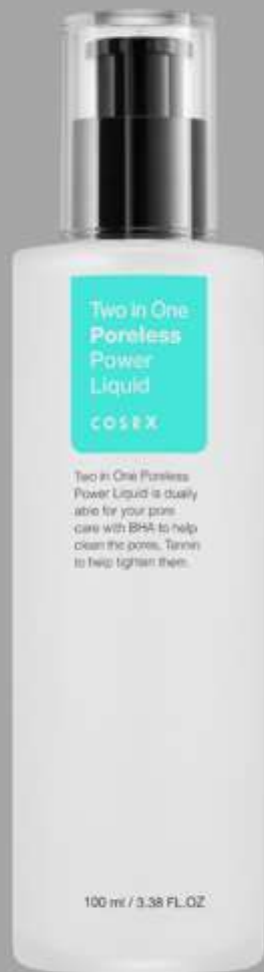 Two in One
Poreless
Power
Liquid
COSRX
Two in One Poreless
Power Liquid is dually
able for your pore
care with BHA to help
clean the pores, Tannin
to help tighten them.
100 ml / 3.38 FL.OZ